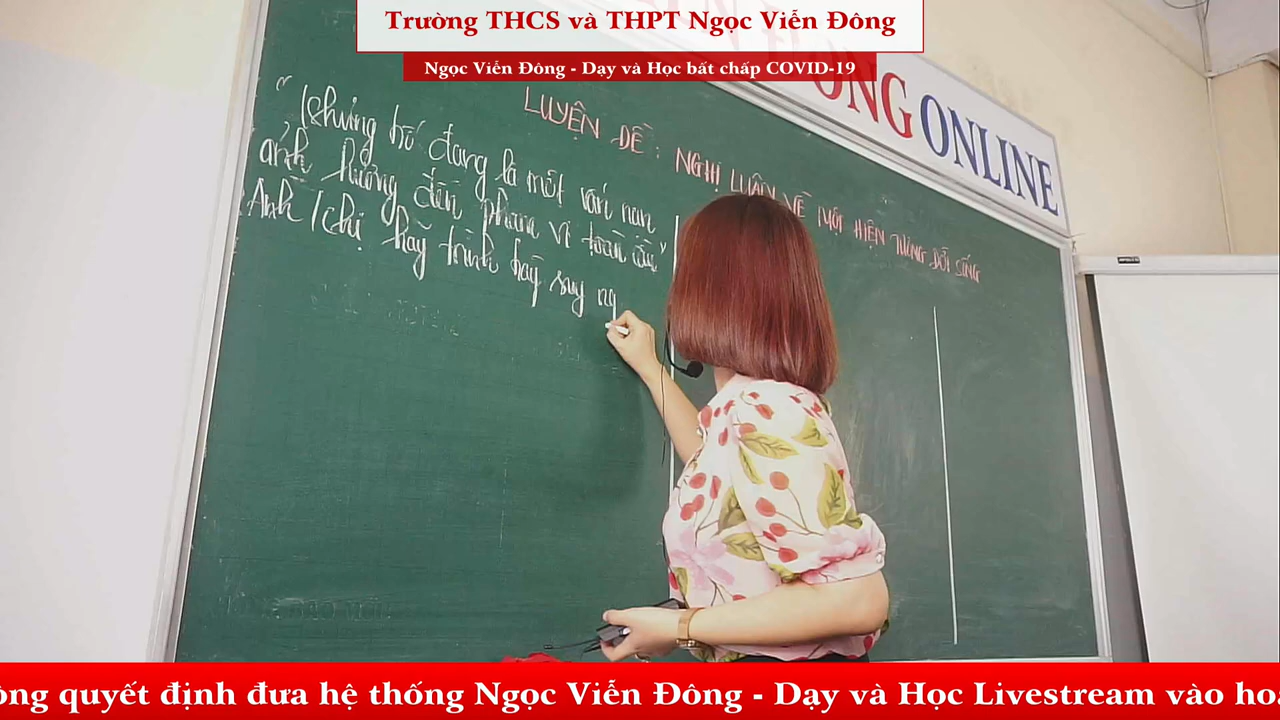 Trường THCS và THPT Ngọc Viễn Đông
Ngọc Viễn Đông - Dạy và Học bất chấp COVID-19
ONLINE
LUYỆN ĐỀ: NGHỊ LUẬN VỀ MỘT HIỆN TƯỢNG ĐỜI SỐNG
"Khủng bố đang là một vấn nạn
ảnh hưởng đến phạm vi toàn cầu"
Anh/chị hãy trình bày suy ng
quyết định đưa hệ thống Ngọc Viễn Đông - Dạy và Học Livestream vào